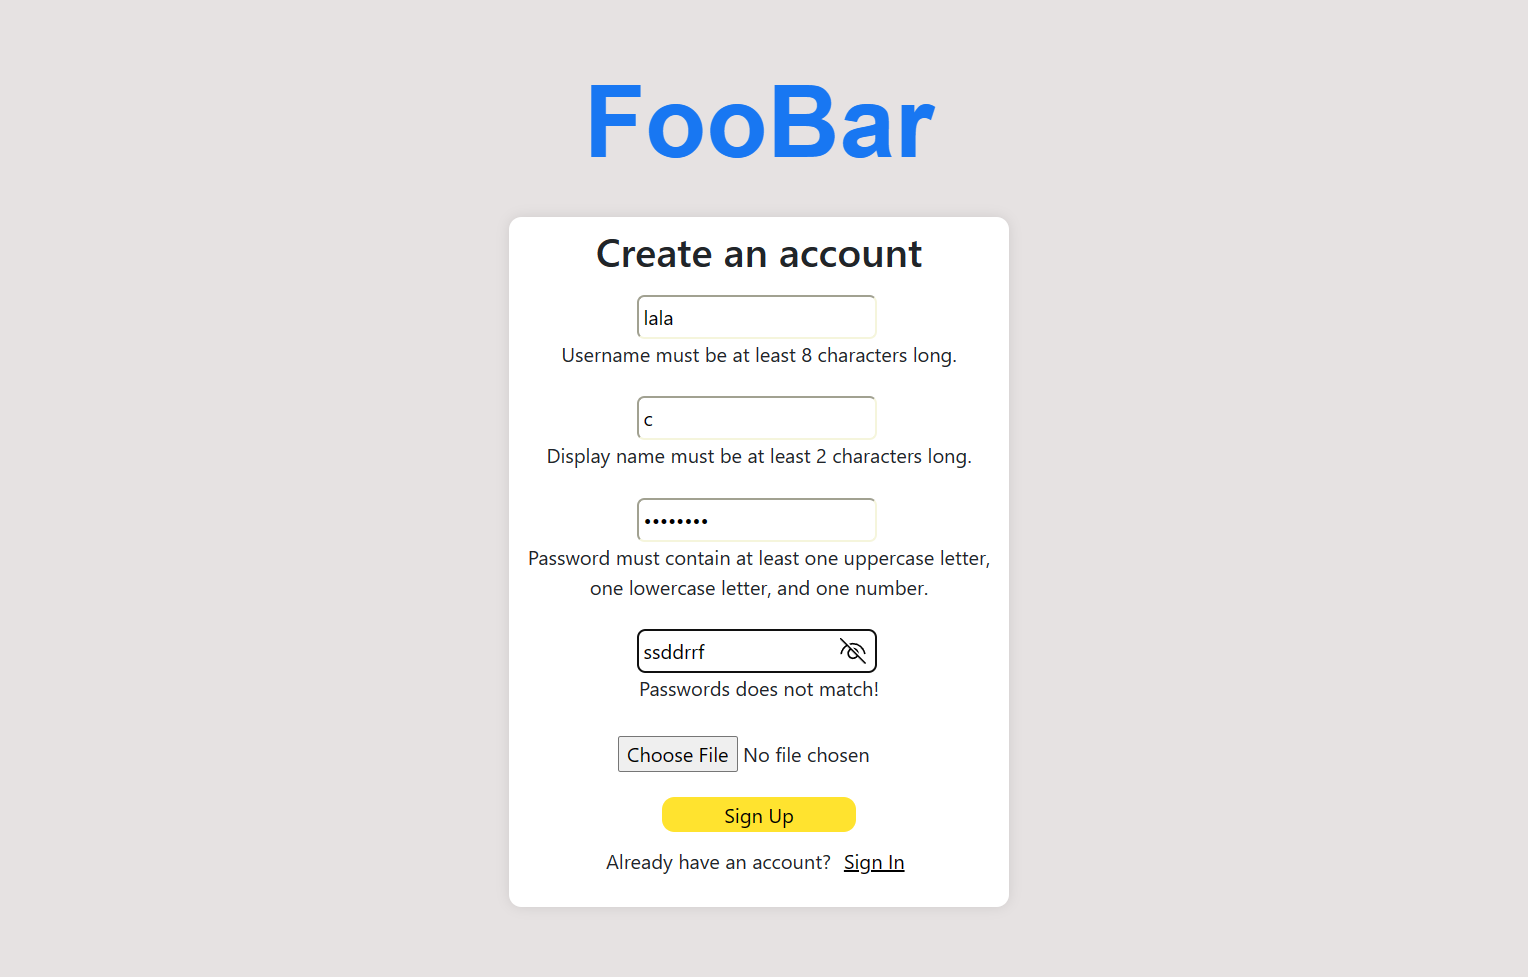 FooBar
Create an account
lala
Username must be at least 8 characters long.
c
Display name must be at least 2 characters long.
••••••••
Password must contain at least one uppercase letter,
one lowercase letter, and one number.
ssddrrf
Passwords does not match!
Choose File No file chosen
Sign Up
Already have an account? Sign In